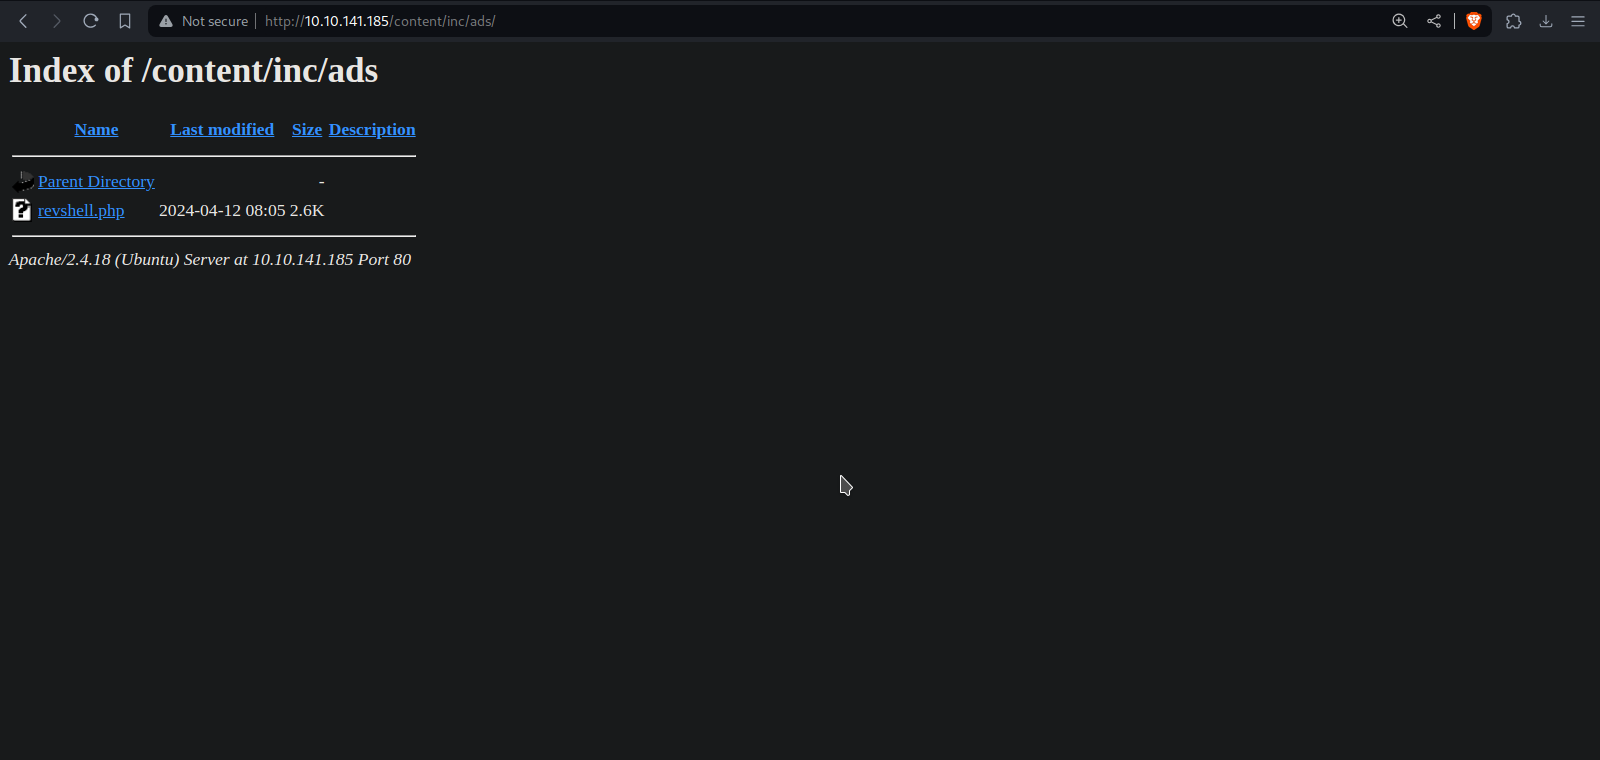 Not secure http://10.10.141.185/content/inc/ads/
Index of /content/inc/ads
Name Last modified Size Description
Parent Directory -
revshell.php 2024-04-12 08:05 2.6K
Apache/2.4.18 (Ubuntu) Server at 10.10.141.185 Port 80